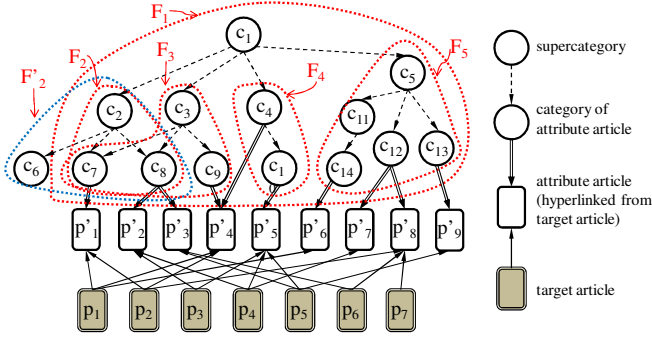 F1
c1
F2
F3
F'2
F4
F5
c5
c2
c3
c4
c11
c12
c13
c6
c7
c8
c9
c1
0
c14
p'1
p'2
p'3
p'4
p'5
p'6
p'7
p'8
p'9
p1
p2
p3
p4
p5
p6
p7
supercategory
category of
attribute article
attribute article
(hyperlinked from
target article)
target article